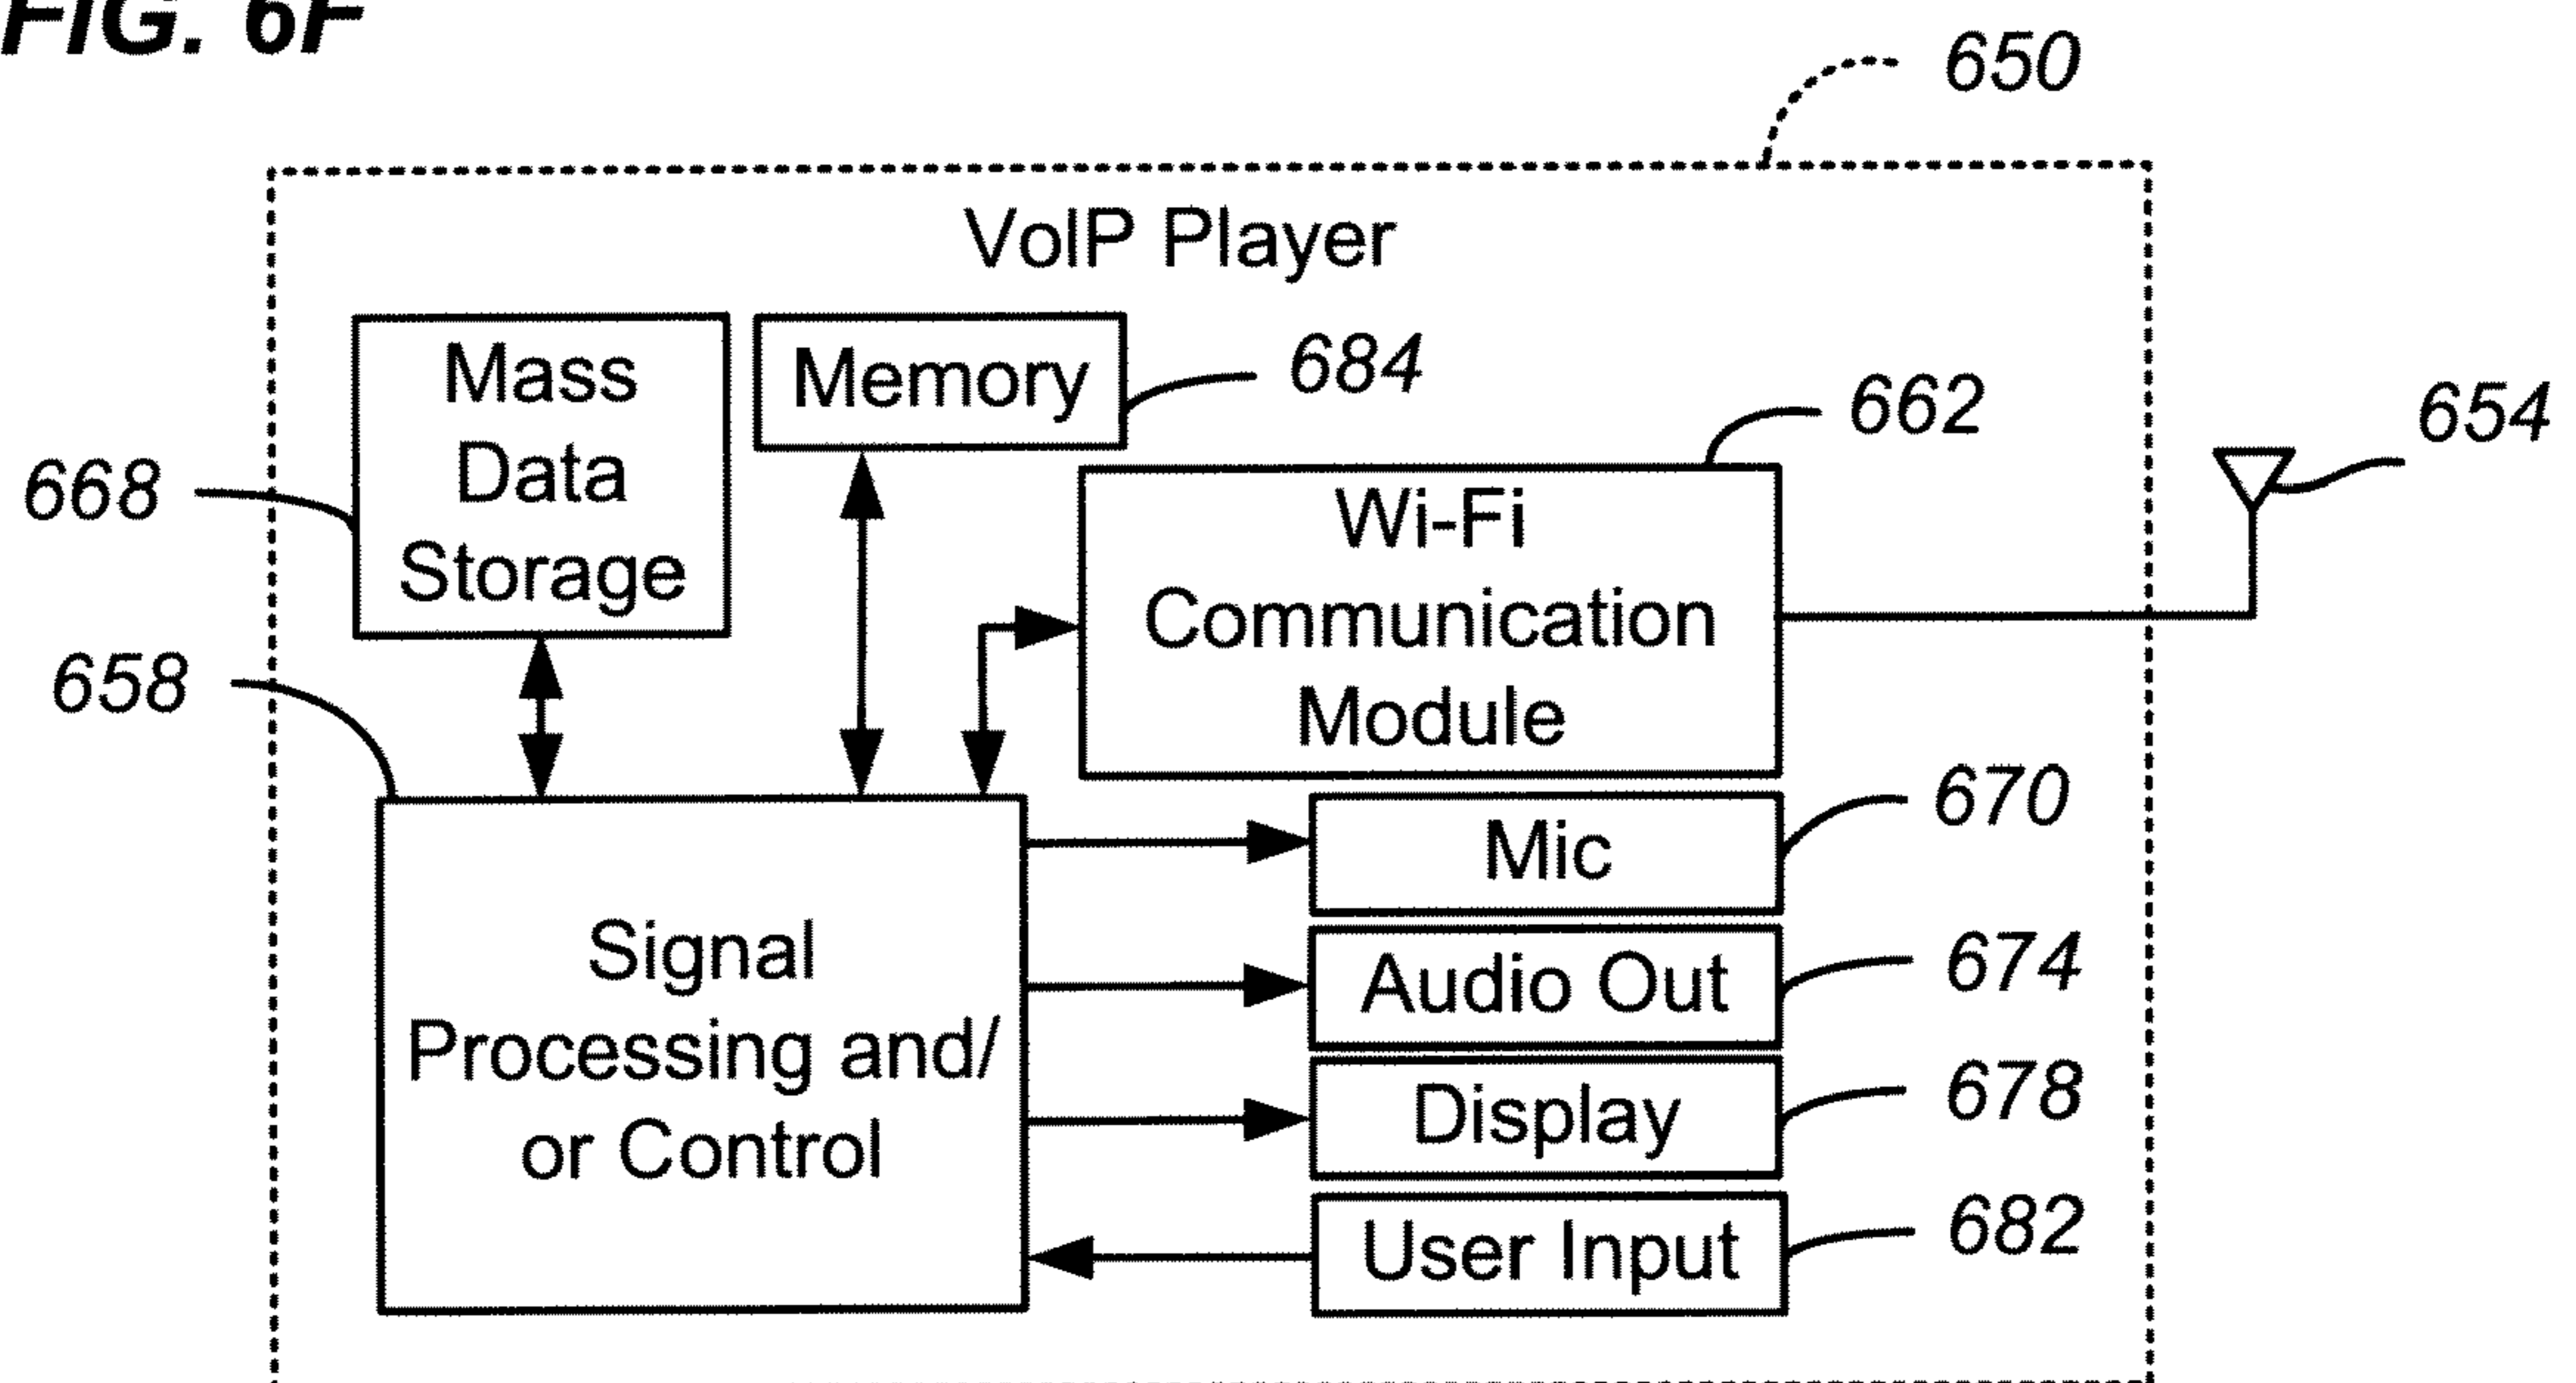 FIG. 6F
650
VoIP Player
Mass
Data
Storage
Memory
684
662
654
668
Wi-Fi
Communication
Module
658
670
Mic
Signal
Processing and/
or Control
Audio Out
674
Display
678
User Input
682